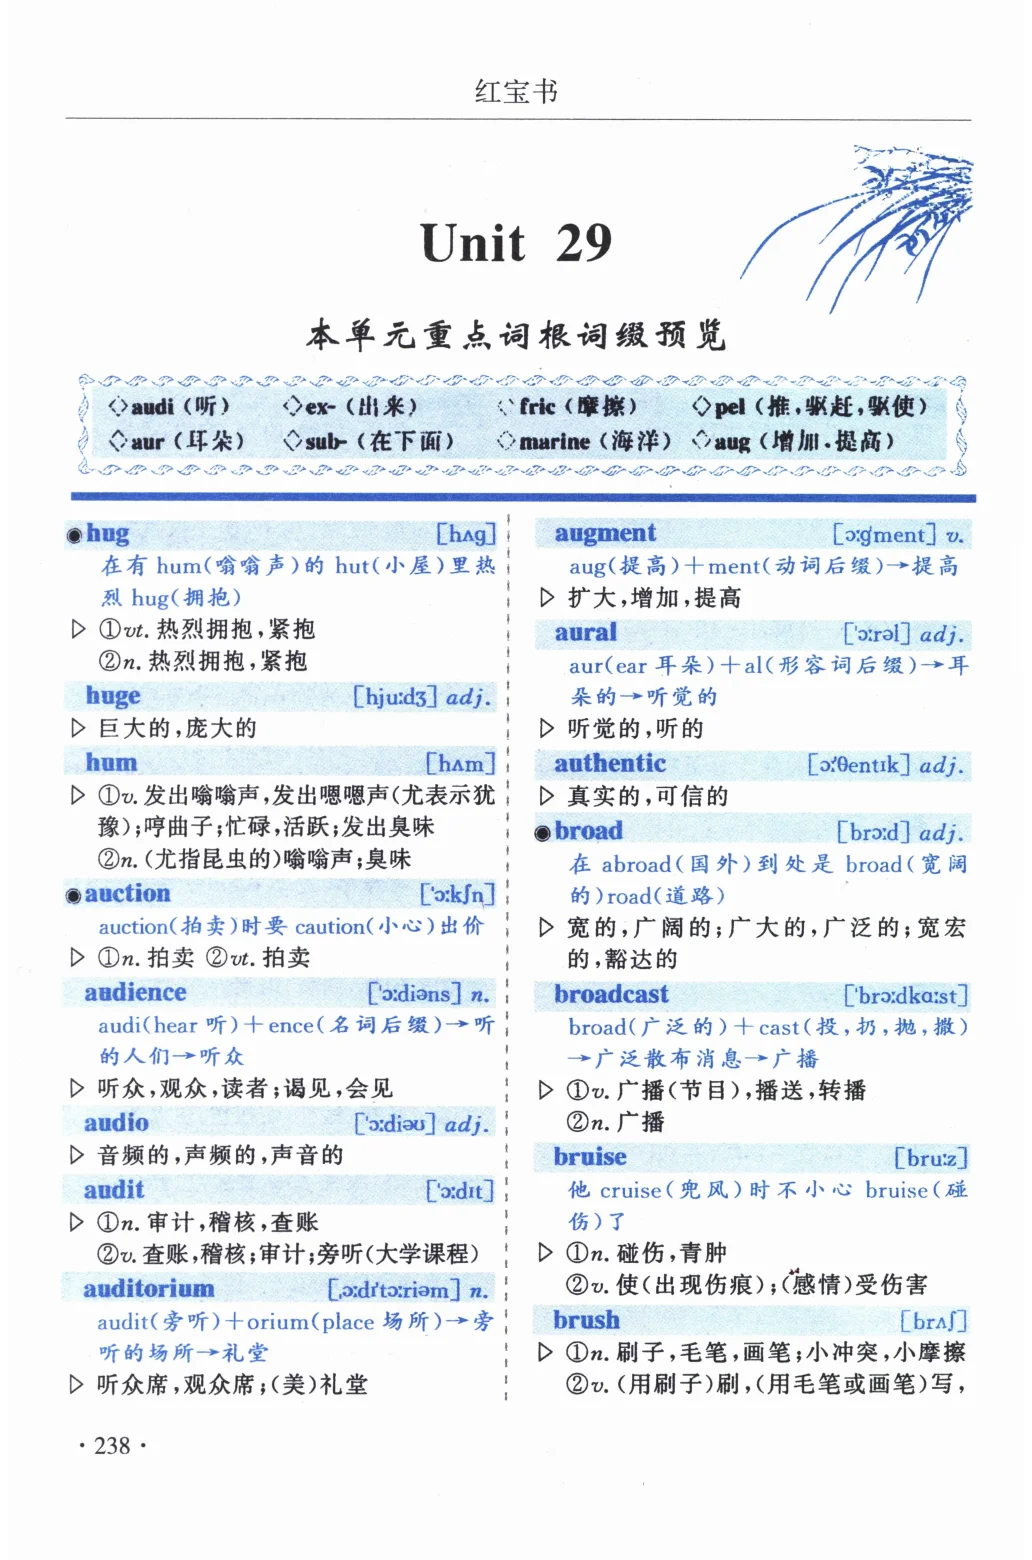 红宝书
Unit 29
本单元重点词根词缀预览
◇audi（听） ◇ex-（出来） ◇fric（摩擦） ◇pel（推,驱赶,驱使）
◇aur（耳朵） ◇sub-（在下面） ◇marine（海洋） ◇aug（增加,提高）
◉hug [hʌg]
在有 hum(嗡嗡声)的 hut(小屋)里热
烈 hug(拥抱)
▷ ①vt. 热烈拥抱,紧抱
②n. 热烈拥抱,紧抱
huge [hju:dʒ] adj.
▷ 巨大的,庞大的
hum [hʌm]
▷ ①v. 发出嗡嗡声,发出嗯嗯声(尤表示犹
豫);哼曲子;忙碌,活跃;发出臭味
②n. (尤指昆虫的)嗡嗡声;臭味
◉auction ['ɔ:kʃn]
auction(拍卖)时要 caution(小心)出价
▷ ①n. 拍卖 ②vt. 拍卖
audience ['ɔ:diəns] n.
audi(hear 听)＋ence(名词后缀)→听
的人们→听众
▷ 听众,观众,读者;谒见,会见
audio ['ɔ:diəʊ] adj.
▷ 音频的,声频的,声音的
audit ['ɔ:dɪt]
▷ ①n. 审计,稽核,查账
②v. 查账,稽核;审计;旁听(大学课程)
auditorium [ˌɔ:dɪ'tɔ:riəm] n.
audit(旁听)＋orium(place 场所)→旁
听的场所→礼堂
▷ 听众席,观众席;(美)礼堂
augment [ɔ:g'ment] v.
aug(提高)＋ment(动词后缀)→提高
▷ 扩大,增加,提高
aural ['ɔ:rəl] adj.
aur(ear 耳朵)＋al(形容词后缀)→耳
朵的→听觉的
▷ 听觉的,听的
authentic [ɔ:'θentɪk] adj.
▷ 真实的,可信的
◉broad [brɔ:d] adj.
在 abroad(国外)到处是 broad(宽阔
的)road(道路)
▷ 宽的,广阔的;广大的,广泛的;宽宏
的,豁达的
broadcast ['brɔ:dkɑ:st]
broad(广泛的)＋cast(投,扔,抛,撒)
→广泛散布消息→广播
▷ ①v. 广播(节目),播送,转播
②n. 广播
bruise [bru:z]
他 cruise(兜风)时不小心 bruise(碰
伤)了
▷ ①n. 碰伤,青肿
②v. 使(出现伤痕);(感情)受伤害
brush [brʌʃ]
▷ ①n. 刷子,毛笔,画笔;小冲突,小摩擦
②v. (用刷子)刷,(用毛笔或画笔)写,
· 238 ·